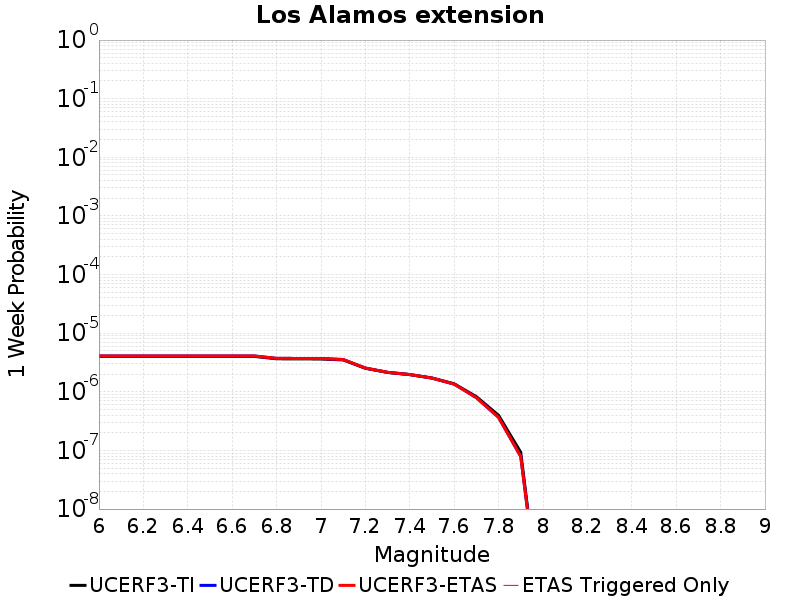 Los Alamos extension
1 Week Probability
10^0
10^-1
10^-2
10^-3
10^-4
10^-5
10^-6
10^-7
10^-8
6 6.2 6.4 6.6 6.8 7 7.2 7.4 7.6 7.8 8 8.2 8.4 8.6 8.8 9
Magnitude
UCERF3-TI UCERF3-TD UCERF3-ETAS ETAS Triggered Only